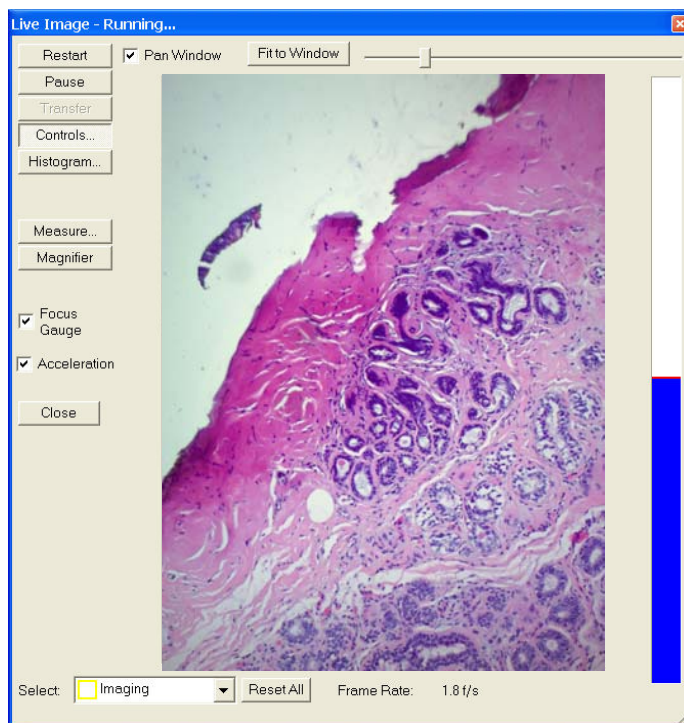 Live Image - Running...
Restart
Pan Window
Fit to Window
Pause
Transfer
Controls...
Histogram...
Measure...
Magnifier
Focus
Gauge
Acceleration
Close
Select:
Imaging
Reset All
Frame Rate:
1.8 f/s